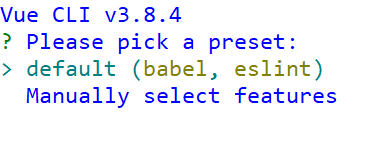 Vue CLI v3.8.4
? Please pick a preset:
> default (babel, eslint)
Manually select features